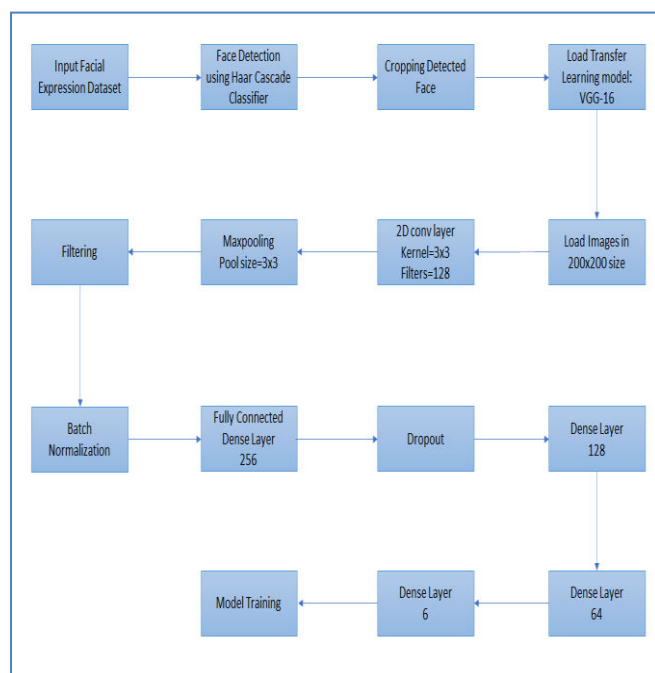 Input Facial
Expression Dataset
Face Detection
using Haar Cascade
Classifier
Cropping Detected
Face
Load Transfer
Learning model:
VGG-16
Load Images in
200x200 size
2D conv layer
Kernel=3x3
Filters=128
Maxpooling
Pool size=3x3
Filtering
Batch
Normalization
Fully Connected
Dense Layer
256
Dropout
Dense Layer
128
Dense Layer
64
Dense Layer
6
Model Training